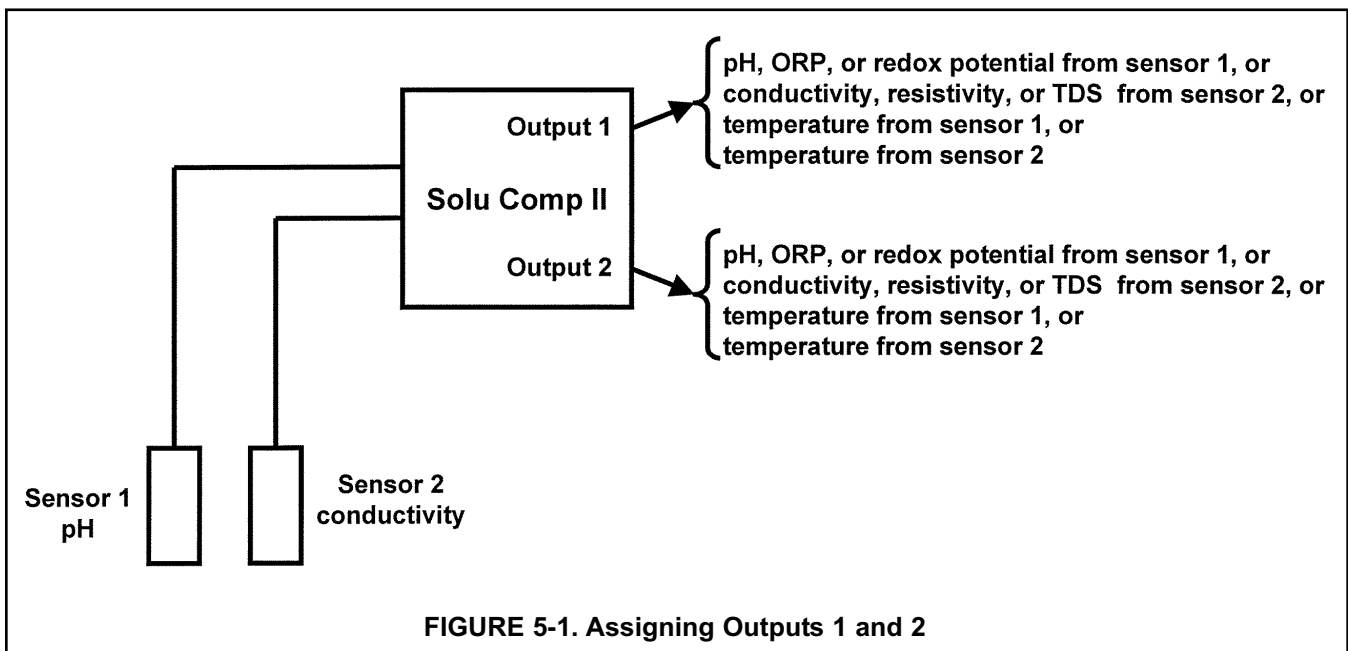 pH, ORP, or redox potential from sensor 1, or
conductivity, resistivity, or TDS from sensor 2, or
temperature from sensor 1, or
temperature from sensor 2
Output 1
Solu Comp II
Output 2
pH, ORP, or redox potential from sensor 1, or
conductivity, resistivity, or TDS from sensor 2, or
temperature from sensor 1, or
temperature from sensor 2
Sensor 1
pH
Sensor 2
conductivity
FIGURE 5-1. Assigning Outputs 1 and 2